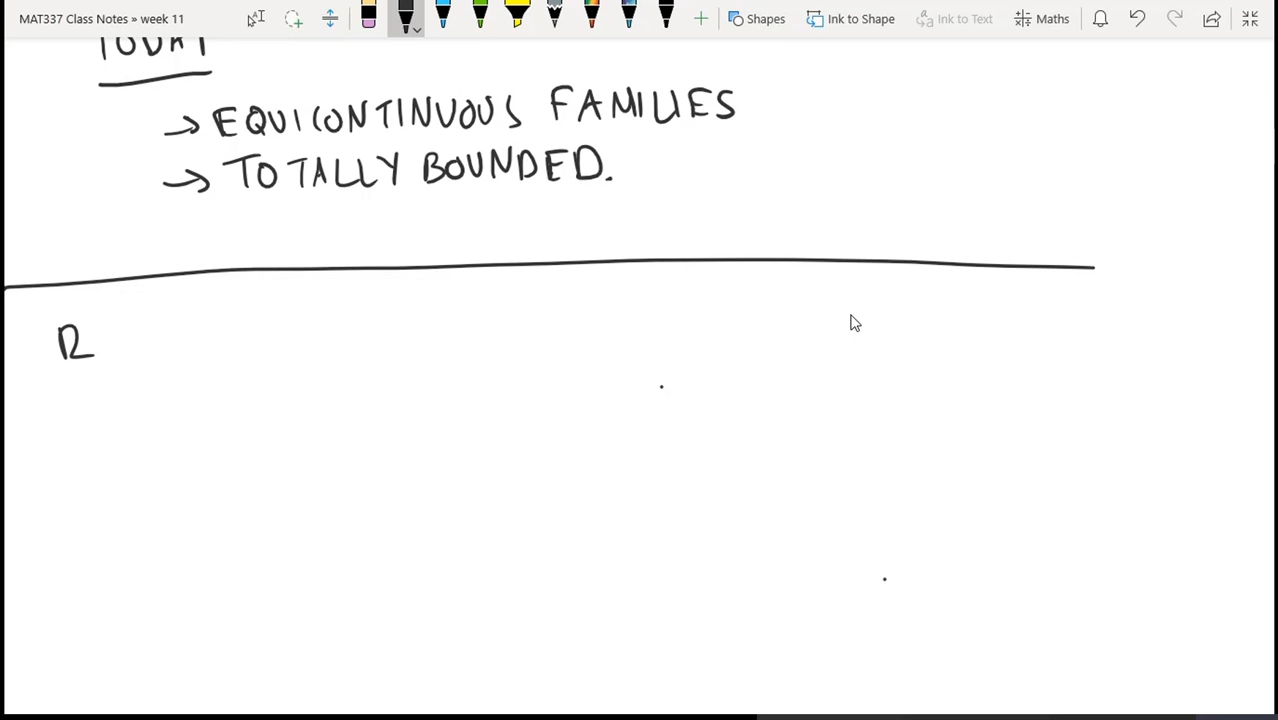 MAT337 Class Notes » week 11
Shapes
Ink to Shape
Ink to Text
Maths
TODAY
→ EQUICONTINUOUS FAMILIES
→ TOTALLY BOUNDED.
R